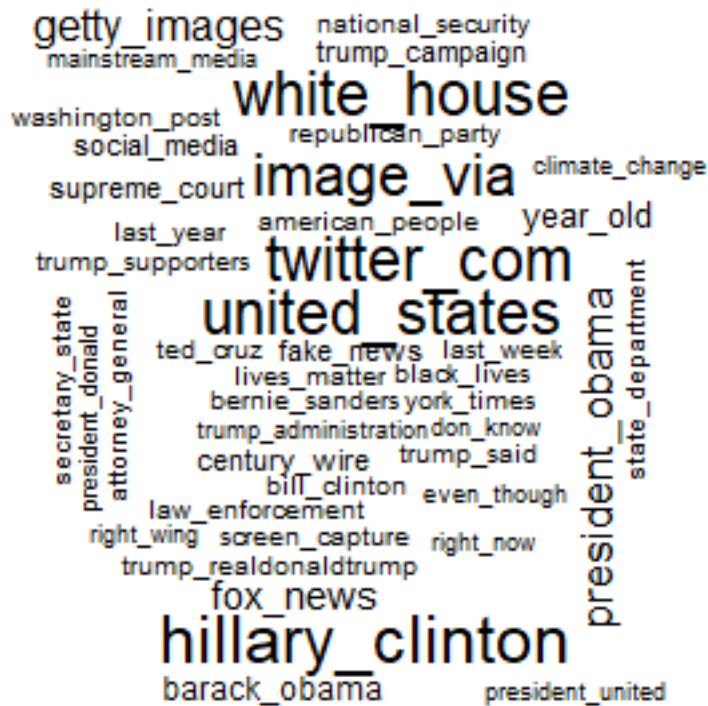 getty_images national_security
mainstream_media trump_campaign
white_house
washington_post republican_party
social_media
image_via climate_change
supreme_court
american_people year_old
last_year
trump_supporters twitter_com
united_states
secretary_state
president_donald
attorney_general
president_obama
state_department
ted_cruz fake_news last_week
lives_matter black_lives
bernie_sanders york_times
trump_administration don_know
century_wire trump_said
bill_clinton even_though
law_enforcement
right_wing screen_capture right_now
trump_realdonaldtrump
fox_news
hillary_clinton
barack_obama president_united